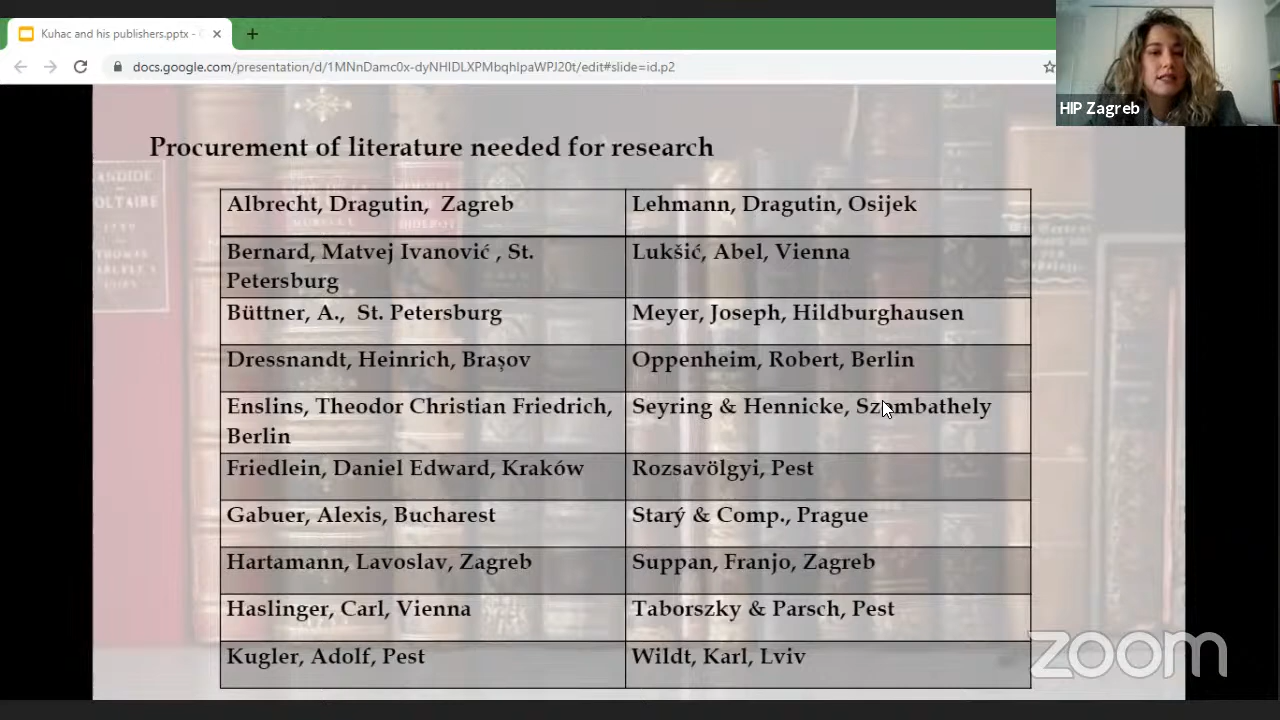 Kuhac and his publishers.pptx -
docs.google.com/presentation/d/1MNnDamc0x-dyNHIDLXPMbqhIpaWPJ20t/edit#slide=id.p2
HIP Zagreb
Procurement of literature needed for research
Albrecht, Dragutin, Zagreb
Lehmann, Dragutin, Osijek
Bernard, Matvej Ivanović , St.
Petersburg
Lukšić, Abel, Vienna
Büttner, A., St. Petersburg
Meyer, Joseph, Hildburghausen
Dressnandt, Heinrich, Brașov
Oppenheim, Robert, Berlin
Enslins, Theodor Christian Friedrich,
Berlin
Seyring & Hennicke, Szombathely
Friedlein, Daniel Edward, Kraków
Rozsavölgyi, Pest
Gabuer, Alexis, Bucharest
Starý & Comp., Prague
Hartamann, Lavoslav, Zagreb
Suppan, Franjo, Zagreb
Haslinger, Carl, Vienna
Taborszky & Parsch, Pest
Kugler, Adolf, Pest
Wildt, Karl, Lviv
zoom